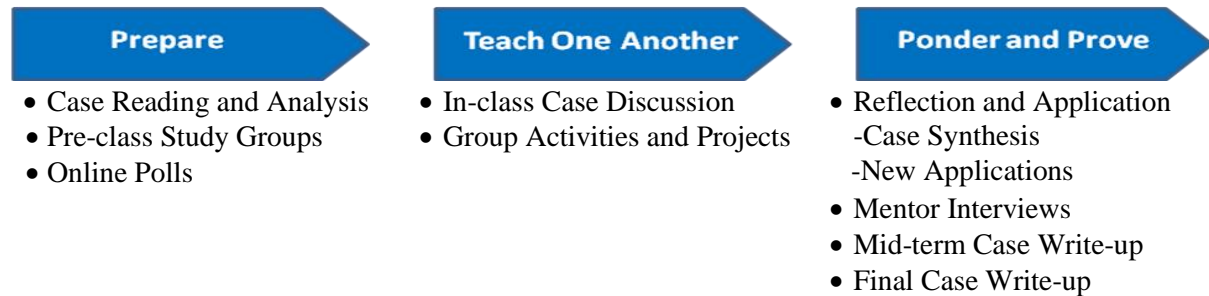 Prepare
• Case Reading and Analysis
• Pre-class Study Groups
• Online Polls
Teach One Another
• In-class Case Discussion
• Group Activities and Projects
Ponder and Prove
• Reflection and Application
-Case Synthesis
-New Applications
• Mentor Interviews
• Mid-term Case Write-up
• Final Case Write-up